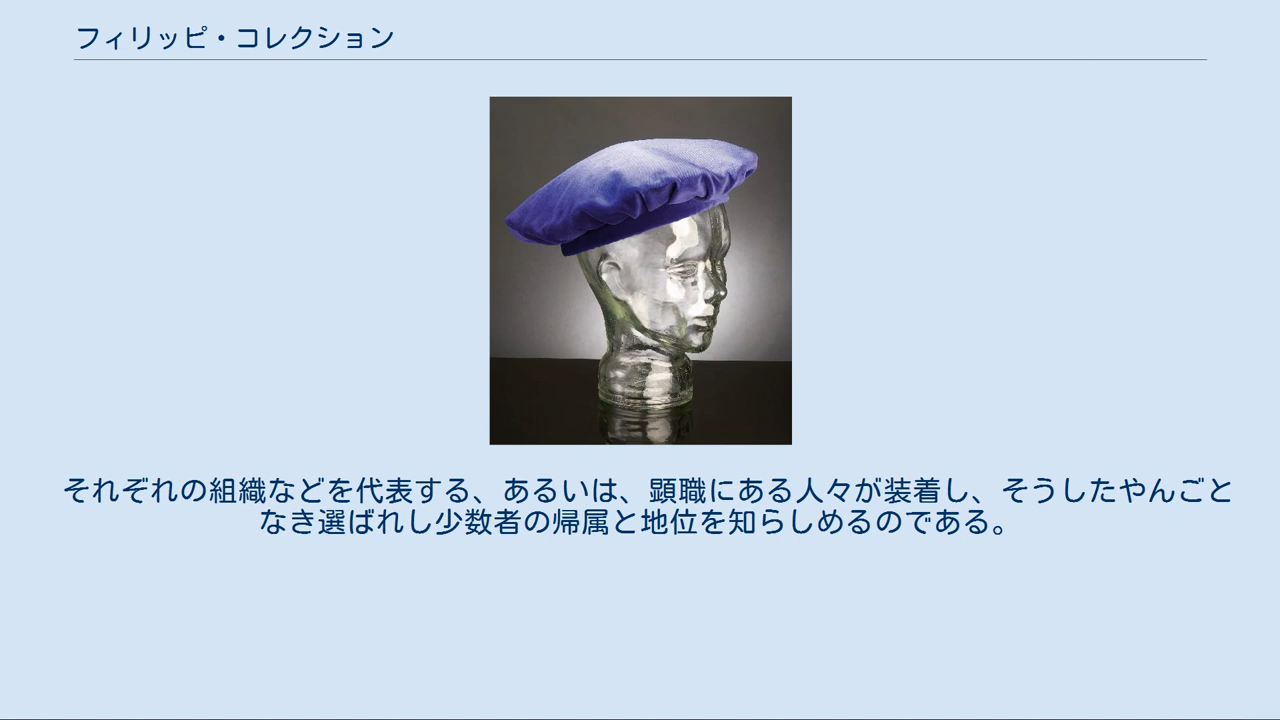 フィリッピ・コレクション
それぞれの組織などを代表する、あるいは、顕職にある人々が装着し、そうしたやんごと
なき選ばれし少数者の帰属と地位を知らしめるのである。